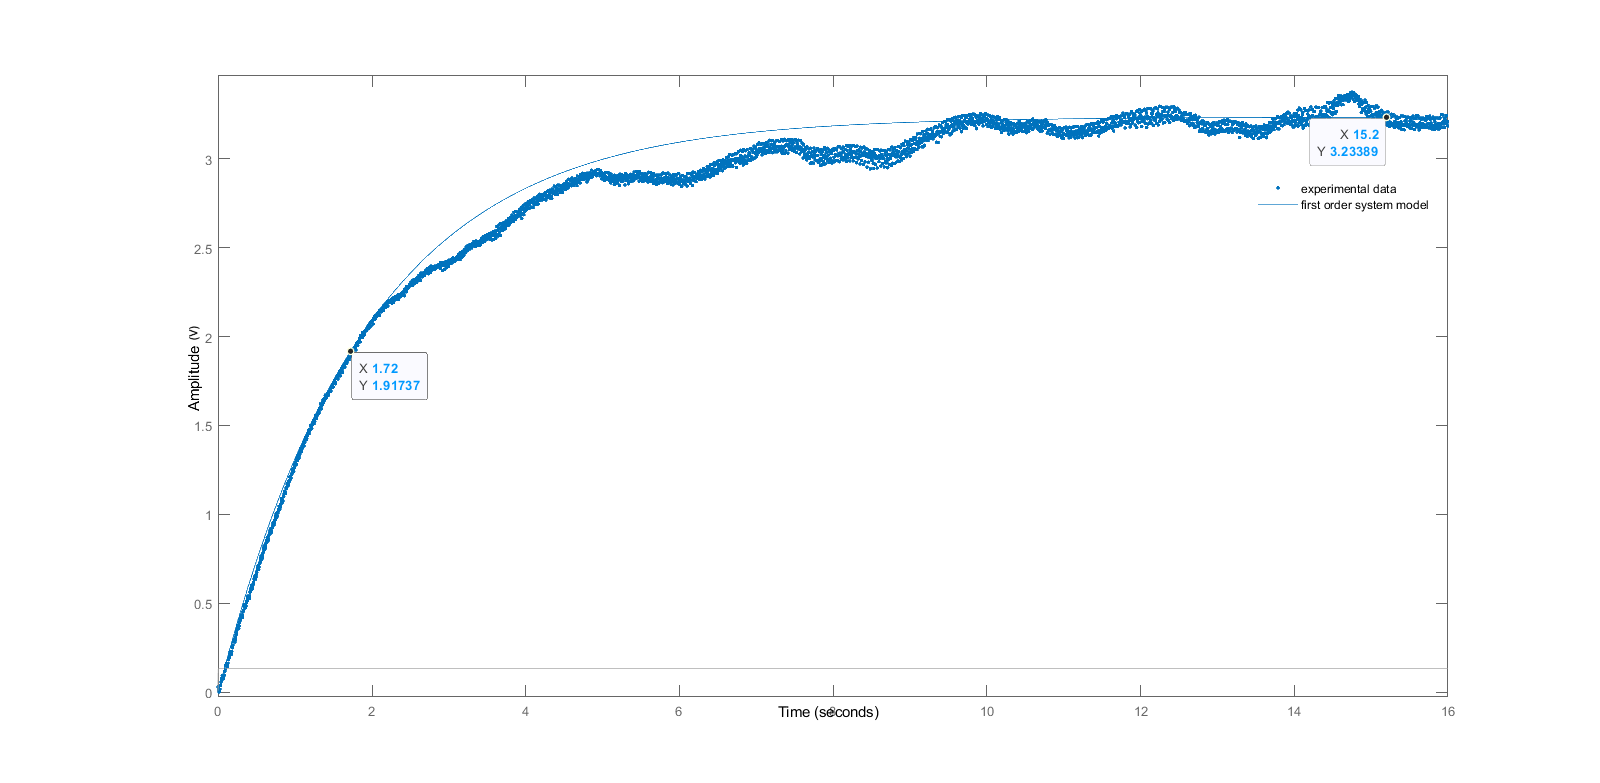 3
X 15.2
Y 3.23389
experimental data
first order system model
2.5
Amplitude (v)
2
X 1.72
Y 1.91737
1.5
1
0.5
0
0 2 4 6 8 10 12 14 16
Time (seconds)